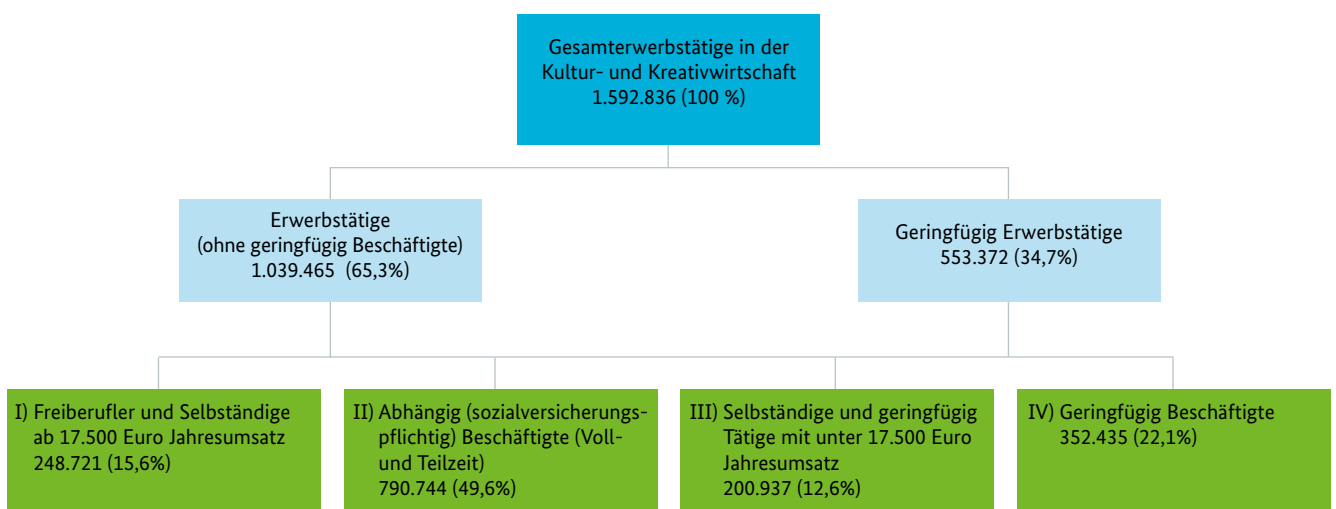 Gesamterwerbstätige in der
Kultur- und Kreativwirtschaft
1.592.836 (100 %)
Erwerbstätige
(ohne geringfügig Beschäftigte)
1.039.465 (65,3%)
Geringfügig Erwerbstätige
553.372 (34,7%)
I) Freiberufler und Selbständige
ab 17.500 Euro Jahresumsatz
248.721 (15,6%)
II) Abhängig (sozialversicherungs-
pflichtig) Beschäftigte (Voll-
und Teilzeit)
790.744 (49,6%)
III) Selbständige und geringfügig
Tätige mit unter 17.500 Euro
Jahresumsatz
200.937 (12,6%)
IV) Geringfügig Beschäftigte
352.435 (22,1%)